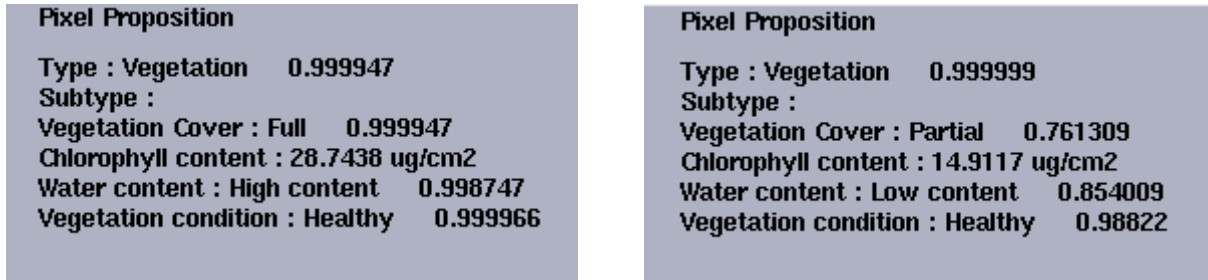 Pixel Proposition
Type : Vegetation 0.999947
Subtype :
Vegetation Cover : Full 0.999947
Chlorophyll content : 28.7438 ug/cm2
Water content : High content 0.998747
Vegetation condition : Healthy 0.999966
Pixel Proposition
Type : Vegetation 0.999999
Subtype :
Vegetation Cover : Partial 0.761309
Chlorophyll content : 14.9117 ug/cm2
Water content : Low content 0.854009
Vegetation condition : Healthy 0.98822